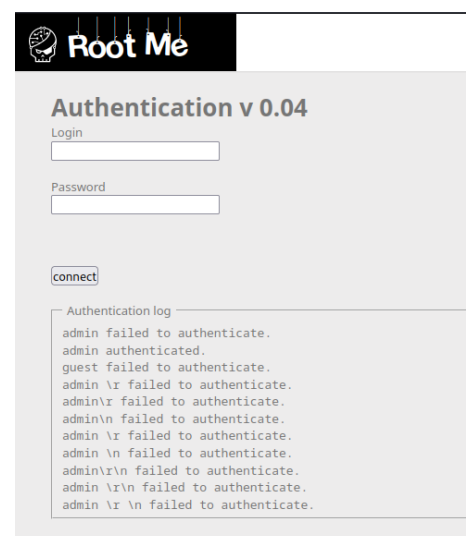 Root Me
Authentication v 0.04
Login
Password
connect
Authentication log
admin failed to authenticate.
admin authenticated.
guest failed to authenticate.
admin \r failed to authenticate.
admin\r failed to authenticate.
admin\n failed to authenticate.
admin \r failed to authenticate.
admin \n failed to authenticate.
admin\r\n failed to authenticate.
admin \r\n failed to authenticate.
admin \r \n failed to authenticate.